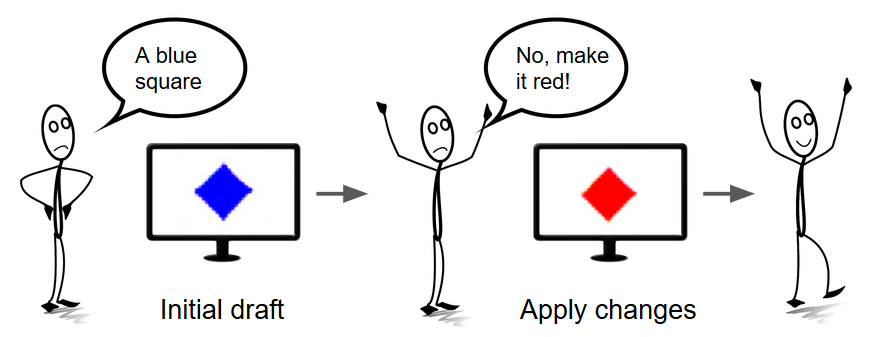 A blue
square
No, make
it red!
Initial draft
Apply changes